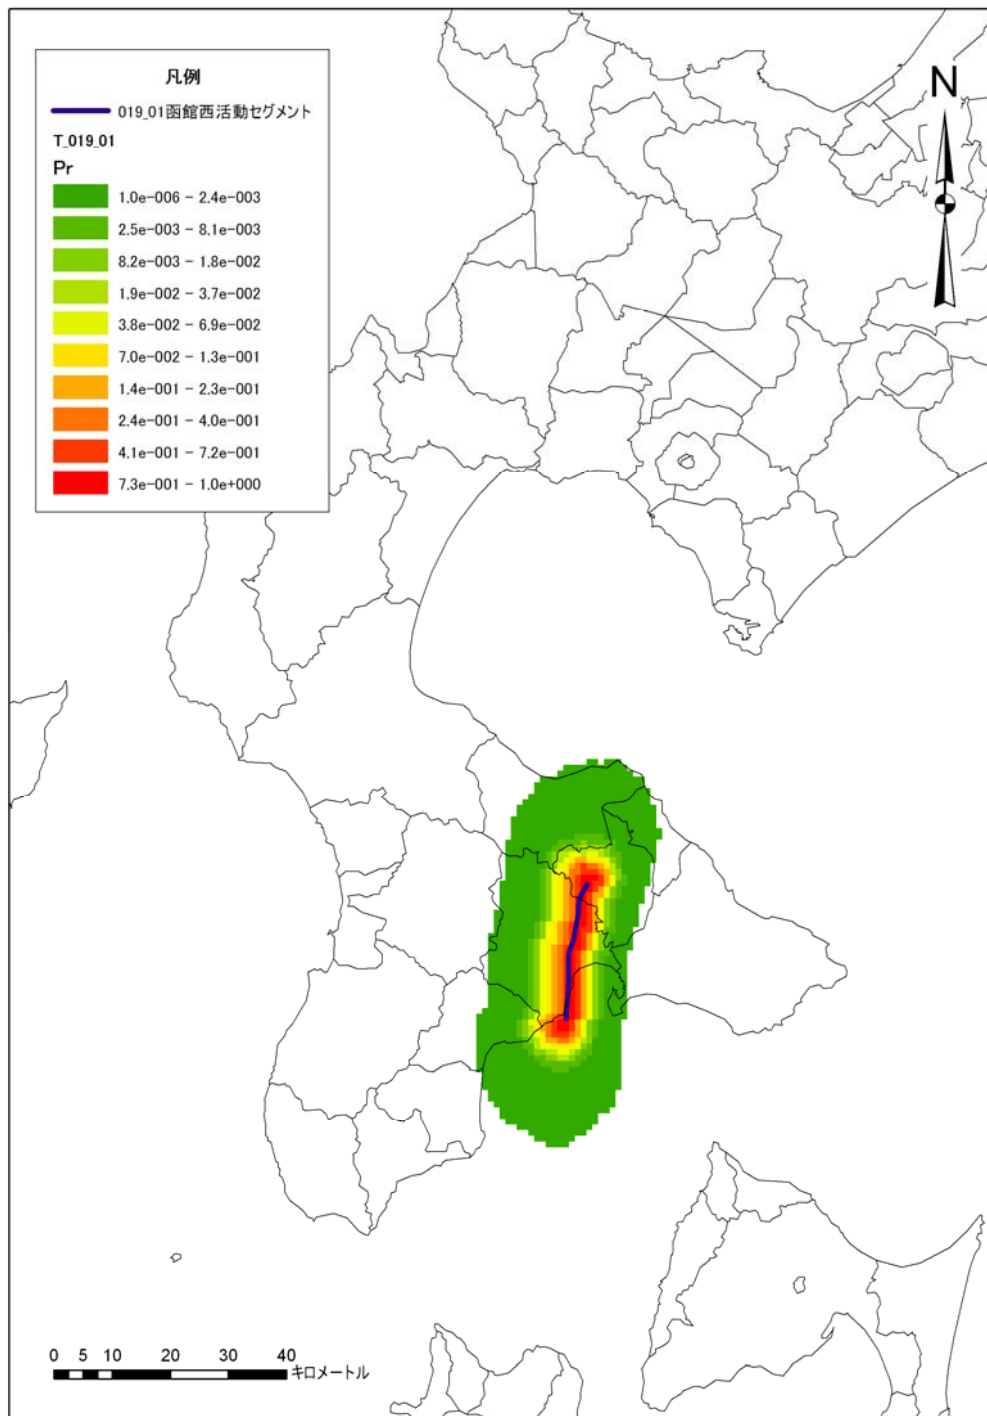 凡例
019_01函館西活動セグメント
T_019_01
Pr
1.0e-006 - 2.4e-003
2.5e-003 - 8.1e-003
8.2e-003 - 1.8e-002
1.9e-002 - 3.7e-002
3.8e-002 - 6.9e-002
7.0e-002 - 1.3e-001
1.4e-001 - 2.3e-001
2.4e-001 - 4.0e-001
4.1e-001 - 7.2e-001
7.3e-001 - 1.0e+000
N
0 5 10 20 30 40
キロメートル